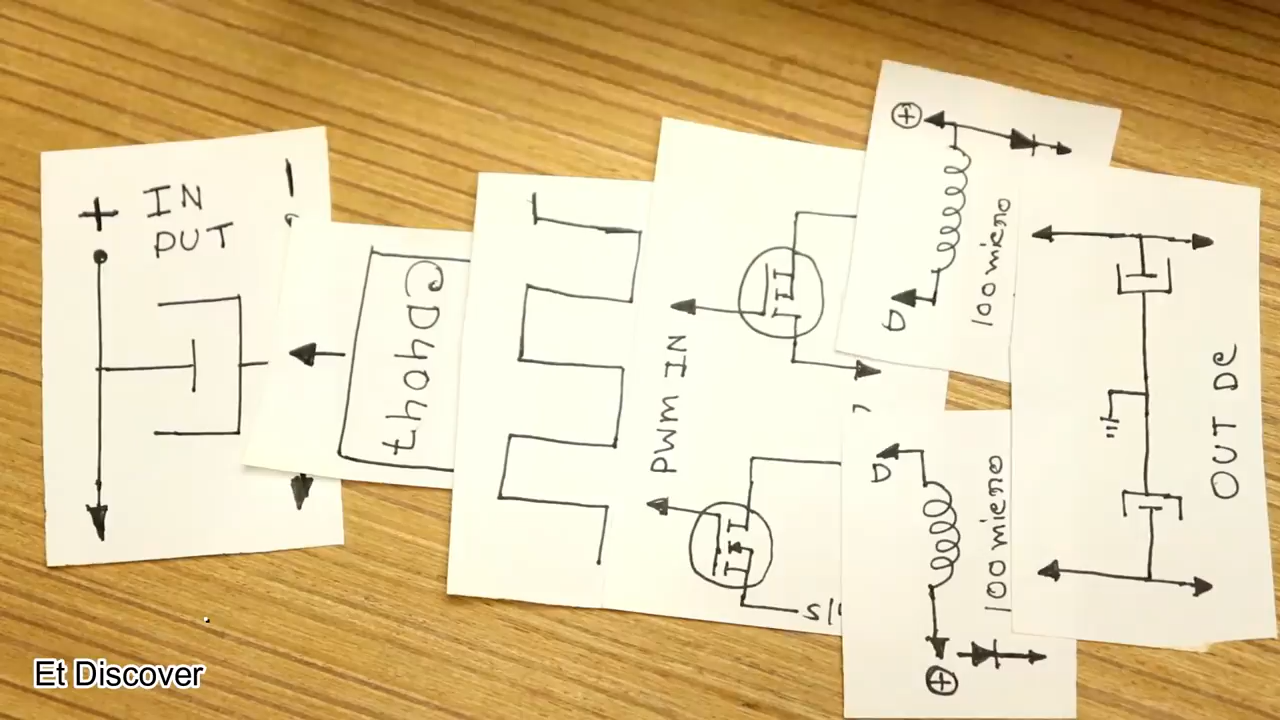 + IN
PUT
-
CD4047
PWM IN
S/
+
D
100 micro
D
100 micro
+
OUT DC
Et Discover